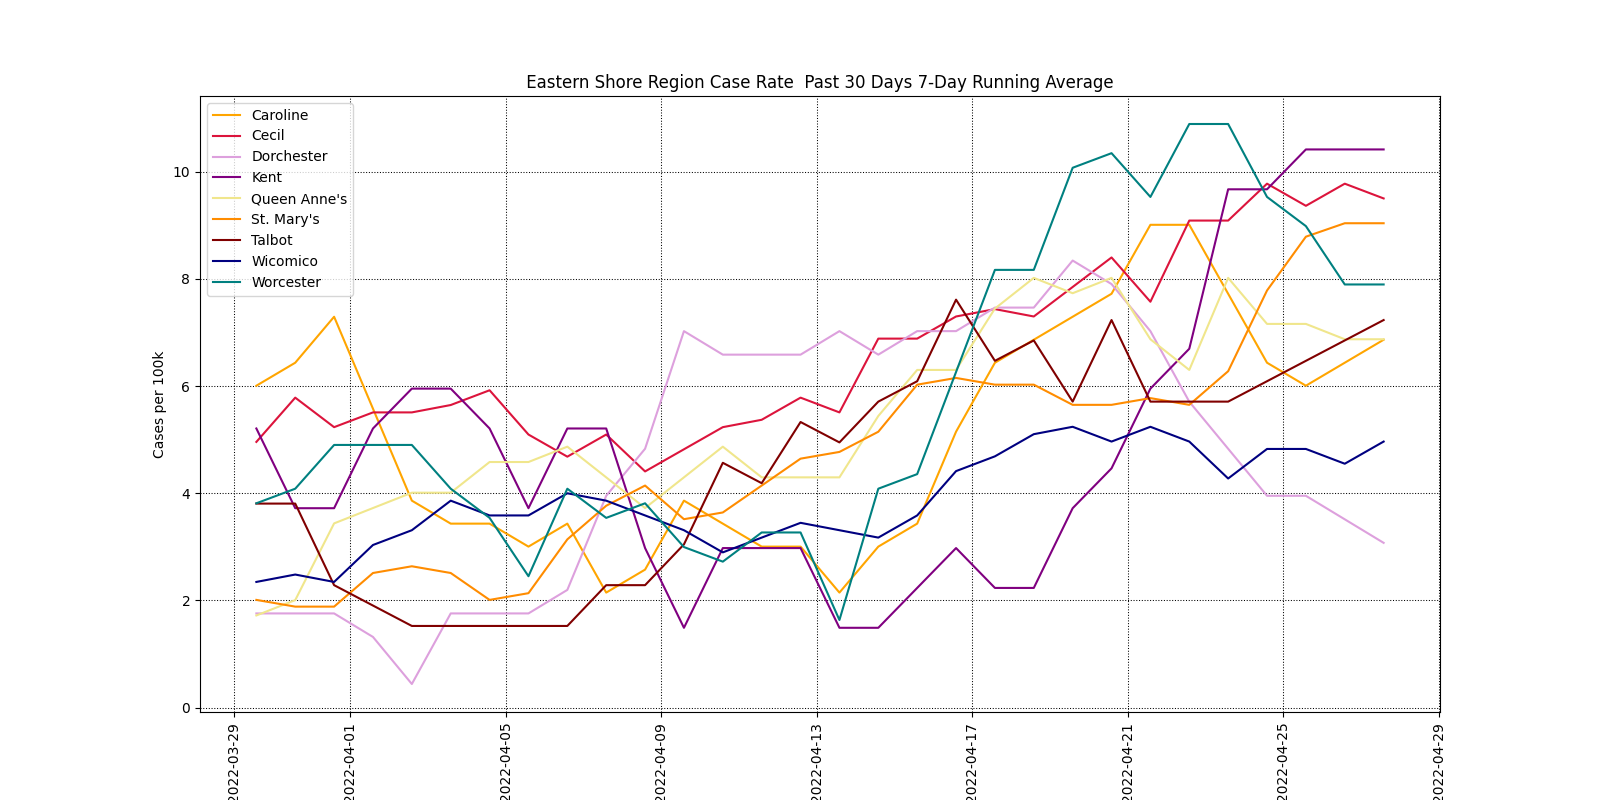 Eastern Shore Region Case Rate  Past 30 Days 7-Day Running Average
Caroline
Cecil
Dorchester
Kent
Queen Anne's
St. Mary's
Talbot
Wicomico
Worcester
Cases per 100k
10
8
6
4
2
0
2022-03-29
2022-04-01
2022-04-05
2022-04-09
2022-04-13
2022-04-17
2022-04-21
2022-04-25
2022-04-29